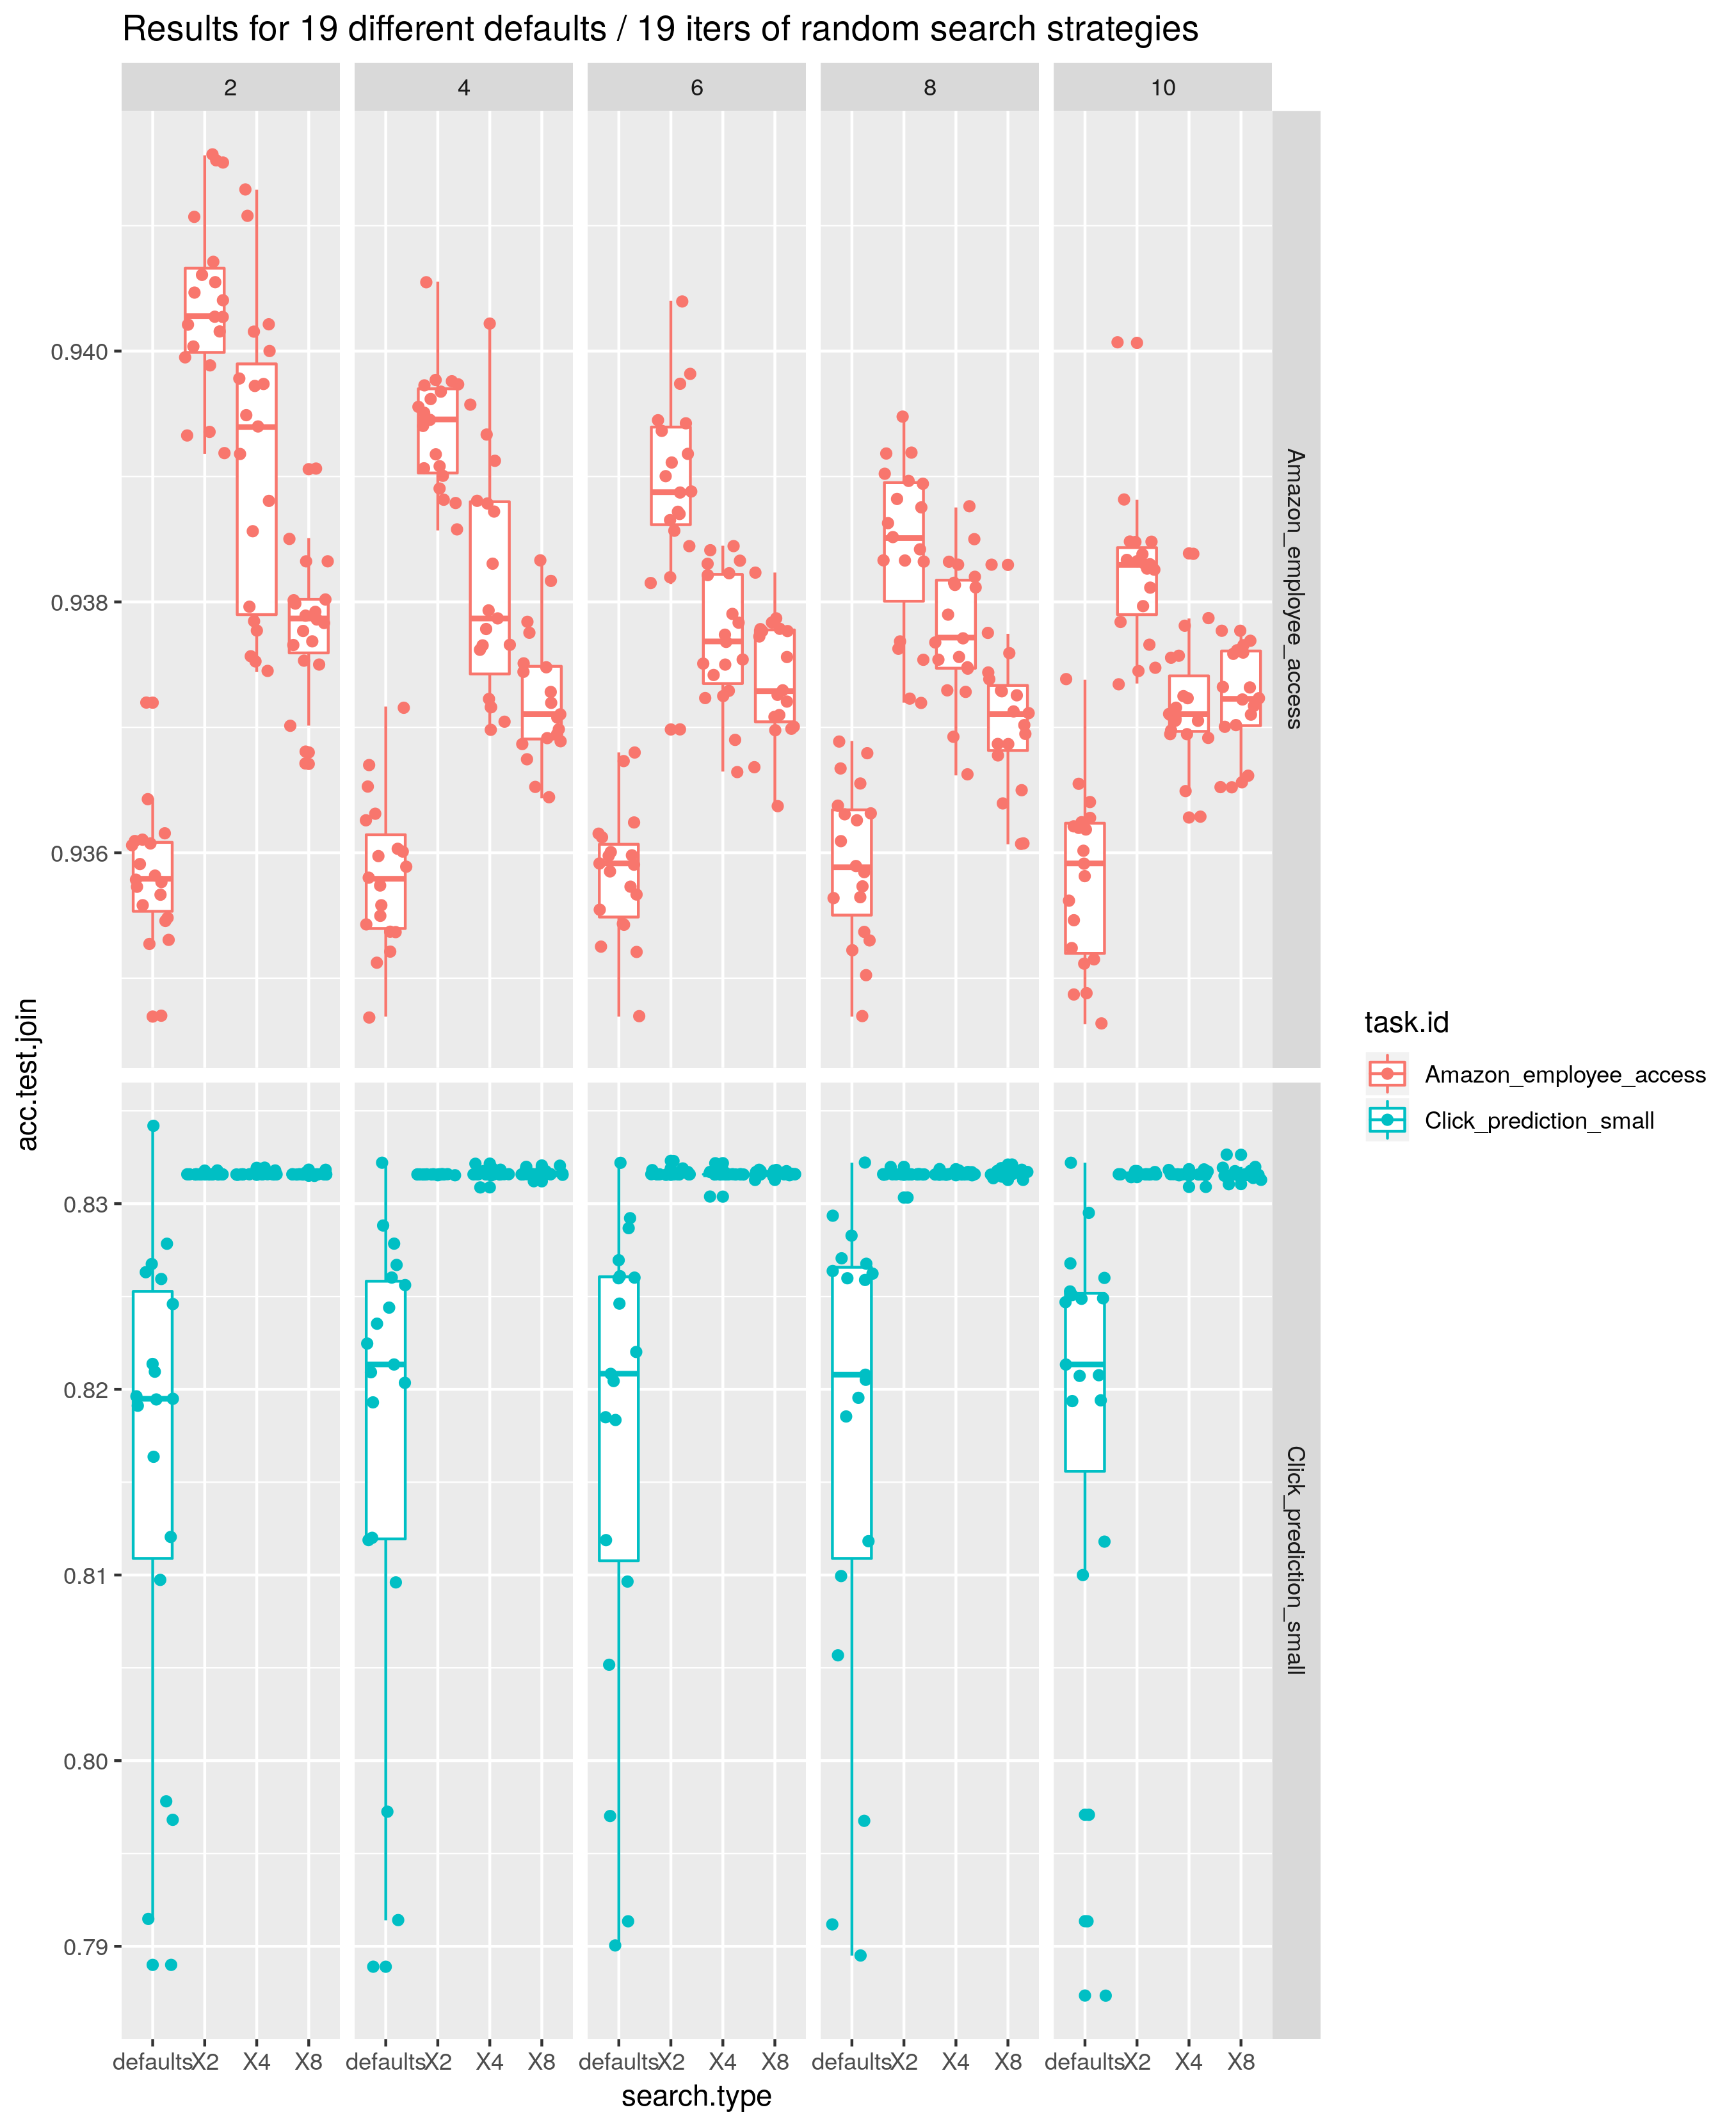 Results for 19 different defaults / 19 iters of random search strategies
2 4 6 8 10
Amazon_employee_access
Click_prediction_small
0.940
0.938
0.936
0.83
0.82
0.81
0.80
0.79
acc.test.join
defaults X2 X4 X8 defaults X2 X4 X8 defaults X2 X4 X8 defaults X2 X4 X8 defaults X2 X4 X8
search.type
task.id
Amazon_employee_access
Click_prediction_small